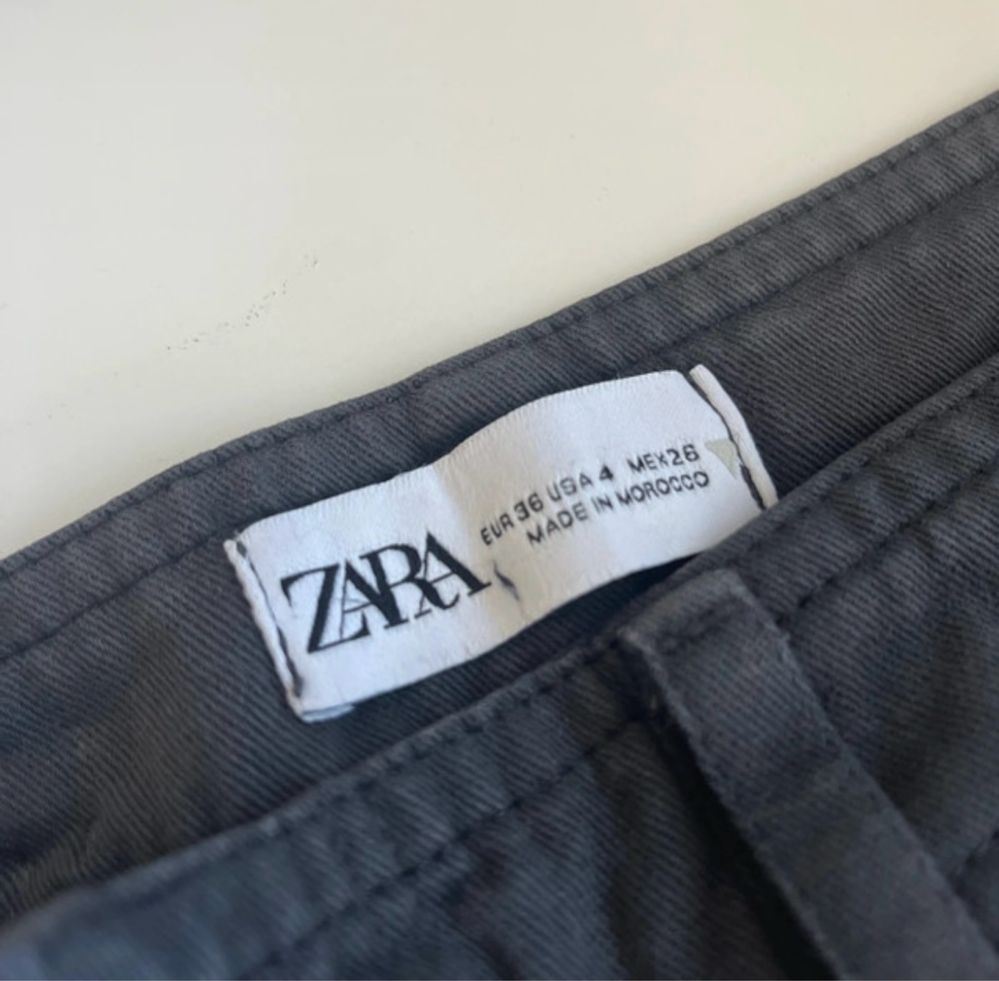 ZARA
EUR 36 USA 4 MEX 26
MADE IN MOROCCO